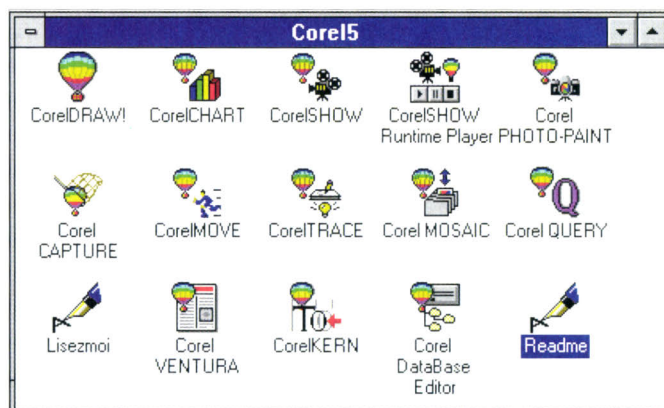 Corel5
CorelDRAW! CorelCHART CorelSHOW CorelSHOW Corel
Runtime Player PHOTO-PAINT
Corel CorelMOVE CorelTRACE Corel MOSAIC Corel QUERY
CAPTURE
Q
To
Lisezmoi Corel CorelKERN Corel Readme
VENTURA DataBase
Editor